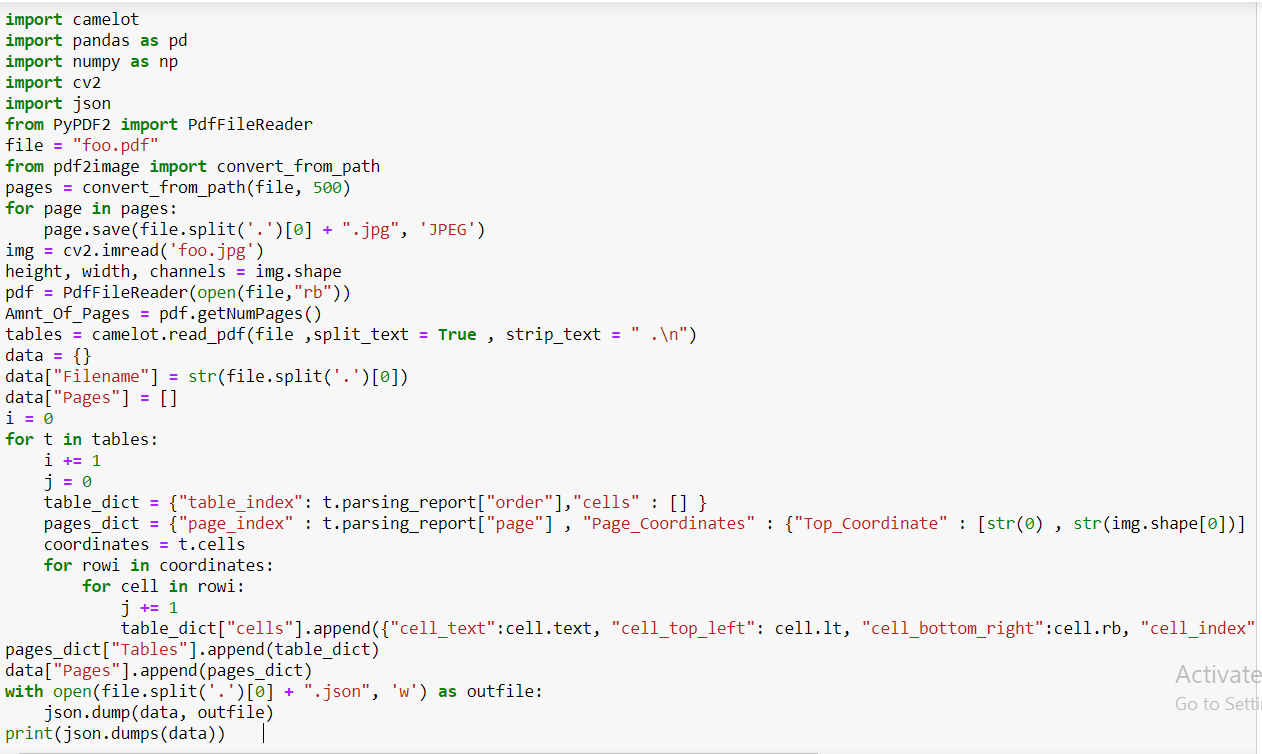 import camelot
import pandas as pd
import numpy as np
import cv2
import json
from PyPDF2 import PdfFileReader
file = "foo.pdf"
from pdf2image import convert_from_path
pages = convert_from_path(file, 500)
for page in pages:
    page.save(file.split('.')[0] + ".jpg", 'JPEG')
img = cv2.imread('foo.jpg')
height, width, channels = img.shape
pdf = PdfFileReader(open(file,"rb"))
Amnt_Of_Pages = pdf.getNumPages()
tables = camelot.read_pdf(file ,split_text = True , strip_text = " .\n")
data = {}
data["Filename"] = str(file.split('.')[0])
data["Pages"] = []
i = 0
for t in tables:
    i += 1
    j = 0
    table_dict = {"table_index": t.parsing_report["order"],"cells" : [] }
    pages_dict = {"page_index" : t.parsing_report["page"] , "Page_Coordinates" : {"Top_Coordinate" : [str(0) , str(img.shape[0])]
    coordinates = t.cells
    for rowi in coordinates:
        for cell in rowi:
            j += 1
            table_dict["cells"].append({"cell_text":cell.text, "cell_top_left": cell.lt, "cell_bottom_right":cell.rb, "cell_index"
pages_dict["Tables"].append(table_dict)
data["Pages"].append(pages_dict)
with open(file.split('.')[0] + ".json", 'w') as outfile:
    json.dump(data, outfile)
print(json.dumps(data))
Activate
Go to Setti